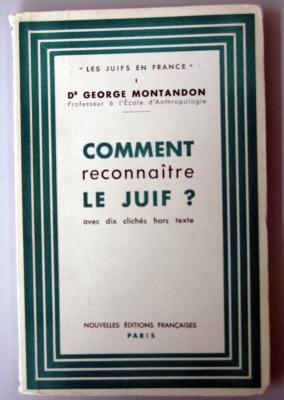 "LES JUIFS EN FRANCE"
I
Dʳ GEORGE MONTANDON
Professeur à l'École d'Anthropologie
COMMENT
reconnaître
LE JUIF ?
avec dix clichés hors texte
NOUVELLES ÉDITIONS FRANÇAISES
PARIS